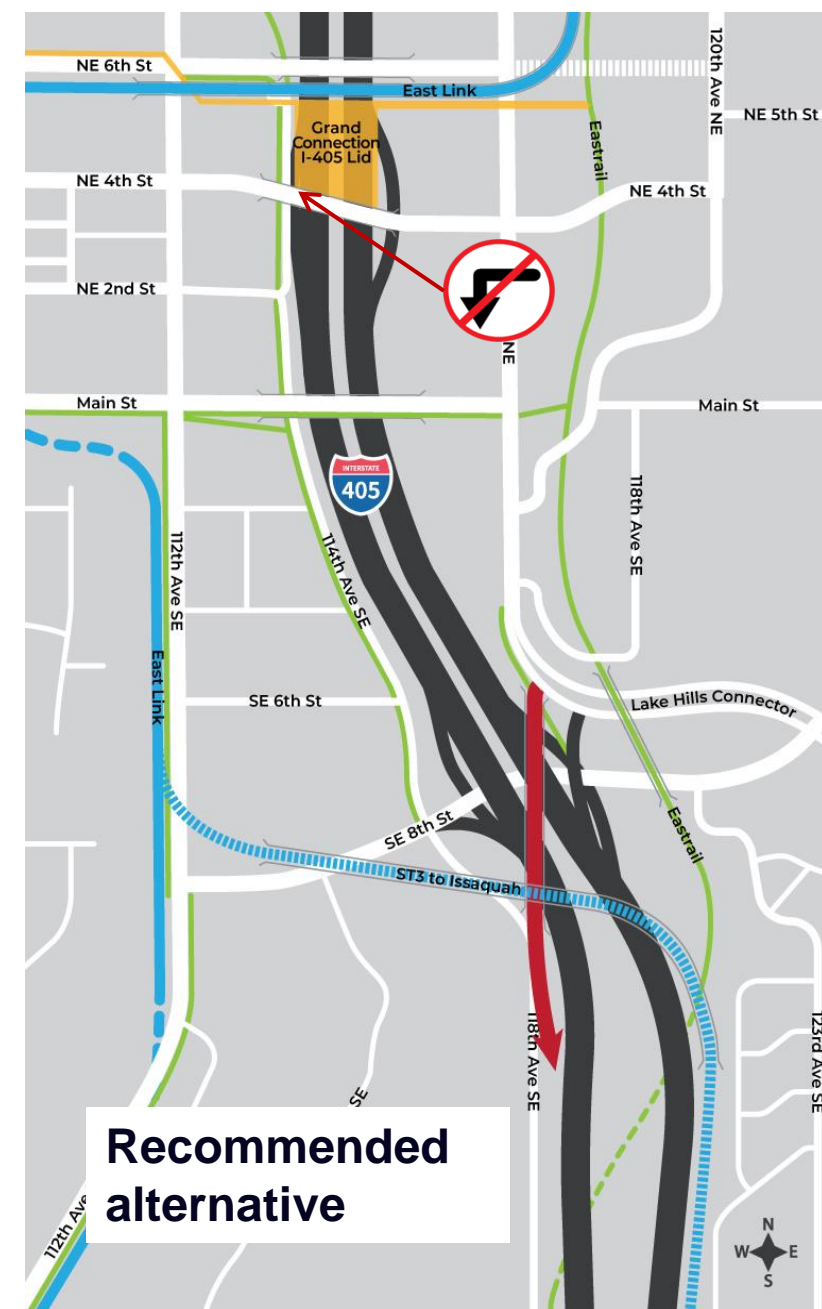 NE 6th St
120th Ave NE
East Link
NE 5th St
Grand
Connection
I-405 Lid
Eastrail
NE 4th St
NE 4th St
NE 2nd St
NE
Main St
Main St
INTERSTATE
405
118th Ave SE
112th Ave SE
114th Ave SE
East Link
SE 6th St
Lake Hills Connector
SE 8th St
Eastrail
ST3 to Issaquah
118th Ave SE
123rd Ave SE
SE
Recommended
alternative
112th Ave
N
W E
S